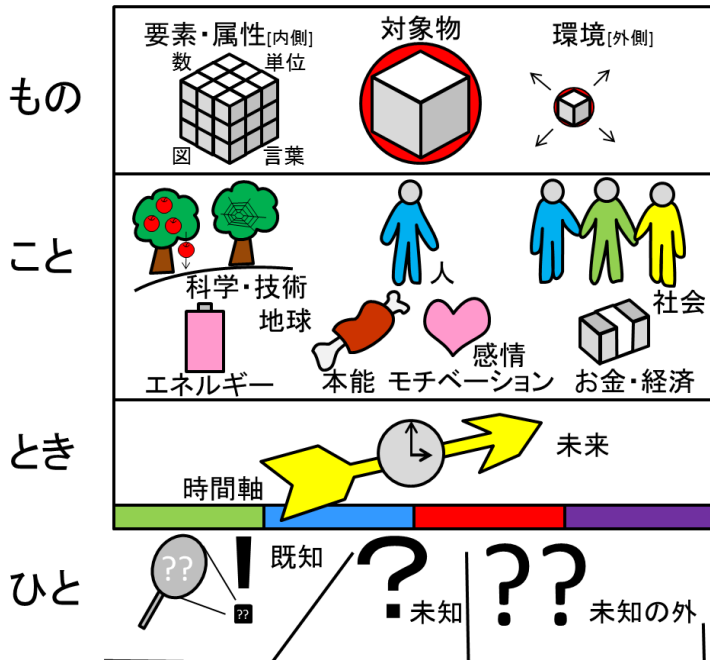 もの
要素・属性[内側]
数
単位
図
言葉
対象物
環境[外側]
こと
科学・技術
地球
エネルギー
人
本能
感情
モチベーション
社会
お金・経済
とき
時間軸
未来
ひと
??
!
??
既知
?
未知
??
未知の外